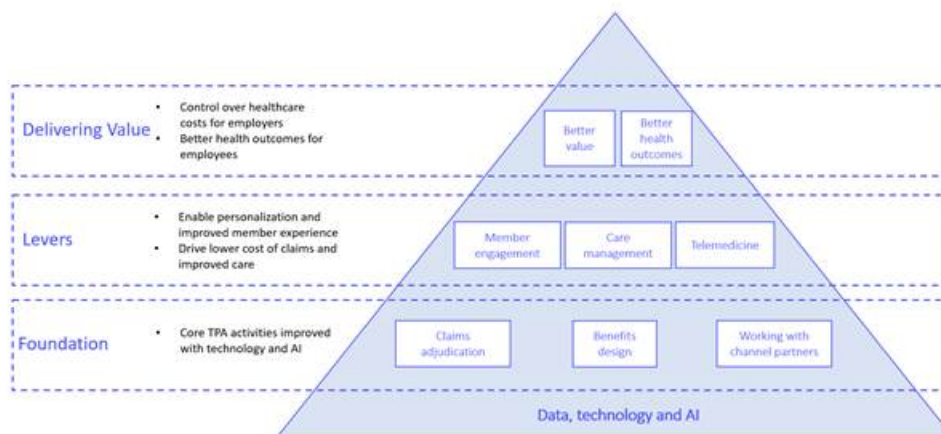 Delivering Value
• Control over healthcare
costs for employers
• Better health outcomes for
employees
Better
value
Better
health
outcomes
Levers
• Enable personalization and
improved member experience
• Drive lower cost of claims and
improved care
Member
engagement
Care
management
Telemedicine
Foundation
• Core TPA activities improved
with technology and AI
Claims
adjudication
Benefits
design
Working with
channel partners
Data, technology and AI